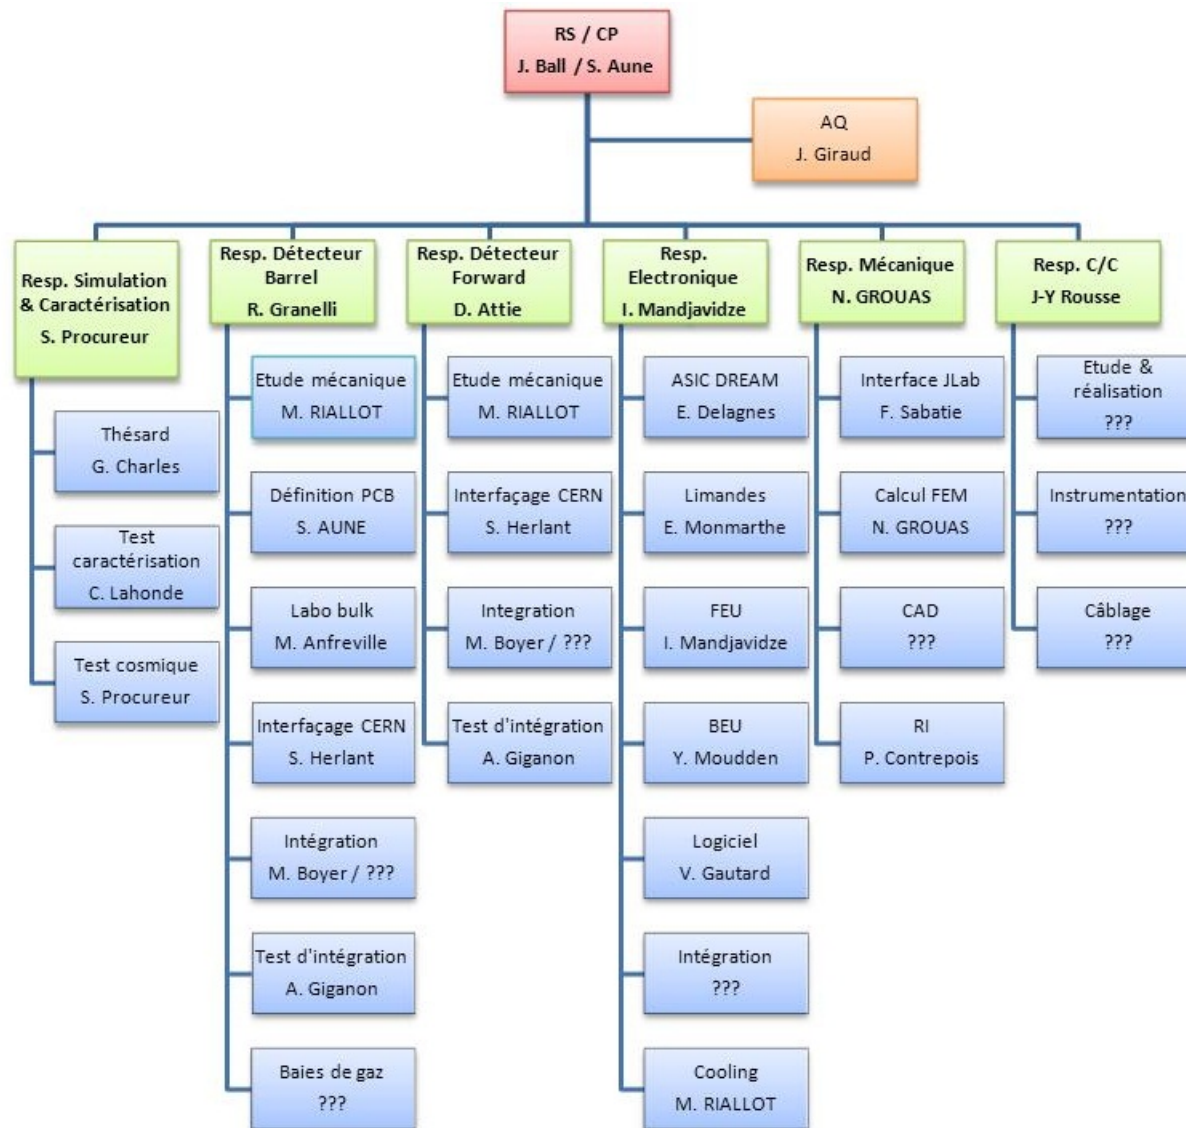 RS / CP
J. Ball / S. Aune
AQ
J. Giraud
Resp. Simulation
& Caractérisation
S. Procureur
Thésard
G. Charles
Test
caractérisation
C. Lahonde
Test cosmique
S. Procureur
Resp. Détecteur
Barrel
R. Granelli
Etude mécanique
M. RIALLOT
Définition PCB
S. AUNE
Labo bulk
M. Anfreville
Interfaçage CERN
S. Herlant
Intégration
M. Boyer / ???
Test d'intégration
A. Giganon
Baies de gaz
???
Resp. Détecteur
Forward
D. Attie
Etude mécanique
M. RIALLOT
Interfaçage CERN
S. Herlant
Integration
M. Boyer / ???
Test d'intégration
A. Giganon
Resp.
Electronique
I. Mandjavidze
ASIC DREAM
E. Delagnes
Limandes
E. Monmarthe
FEU
I. Mandjavidze
BEU
Y. Moudden
Logiciel
V. Gautard
Intégration
???
Cooling
M. RIALLOT
Resp. Mécanique
N. GROUAS
Interface JLab
F. Sabatie
Calcul FEM
N. GROUAS
CAD
???
RI
P. Contrepois
Resp. C/C
J-Y Rousse
Etude &
réalisation
???
Instrumentation
???
Câblage
???